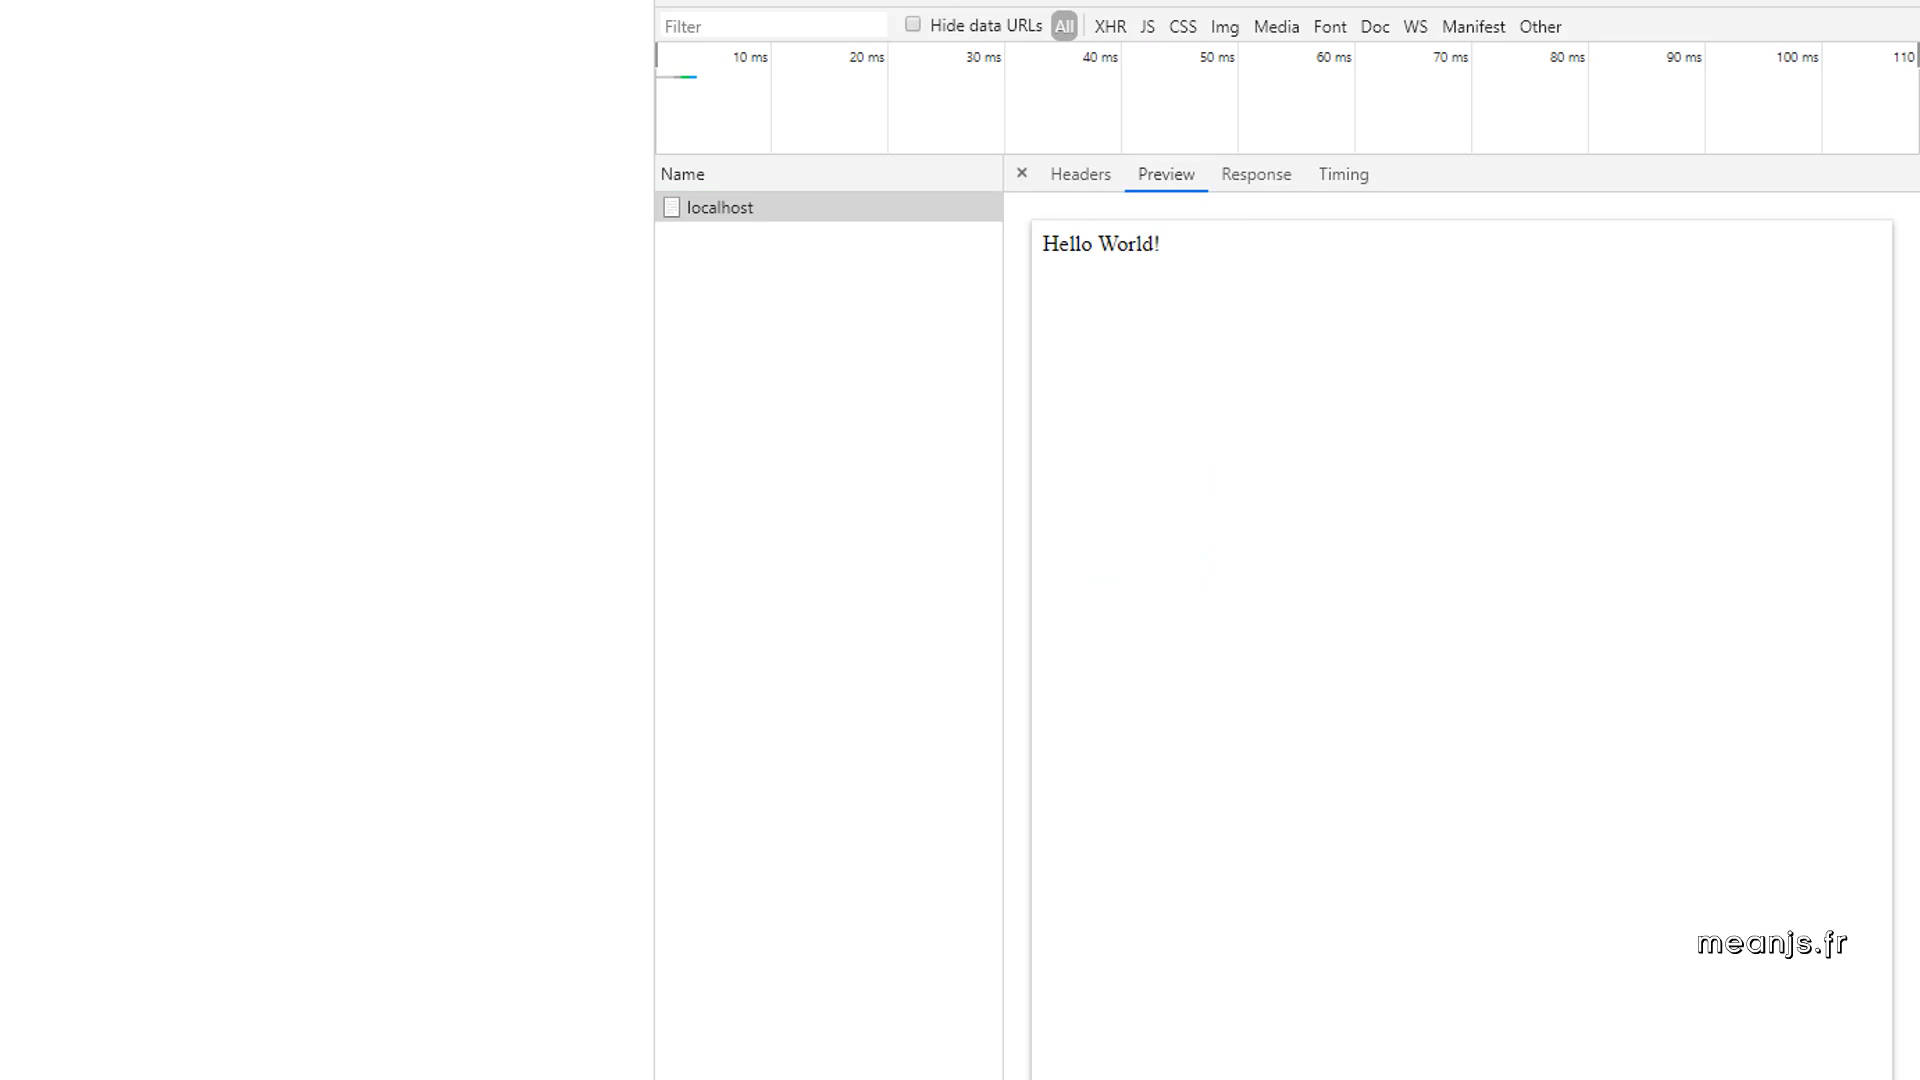 Filter Hide data URLs All XHR JS CSS Img Media Font Doc WS Manifest Other
10 ms 20 ms 30 ms 40 ms 50 ms 60 ms 70 ms 80 ms 90 ms 100 ms 110
Name × Headers Preview Response Timing
localhost
Hello World!
meanjs.fr